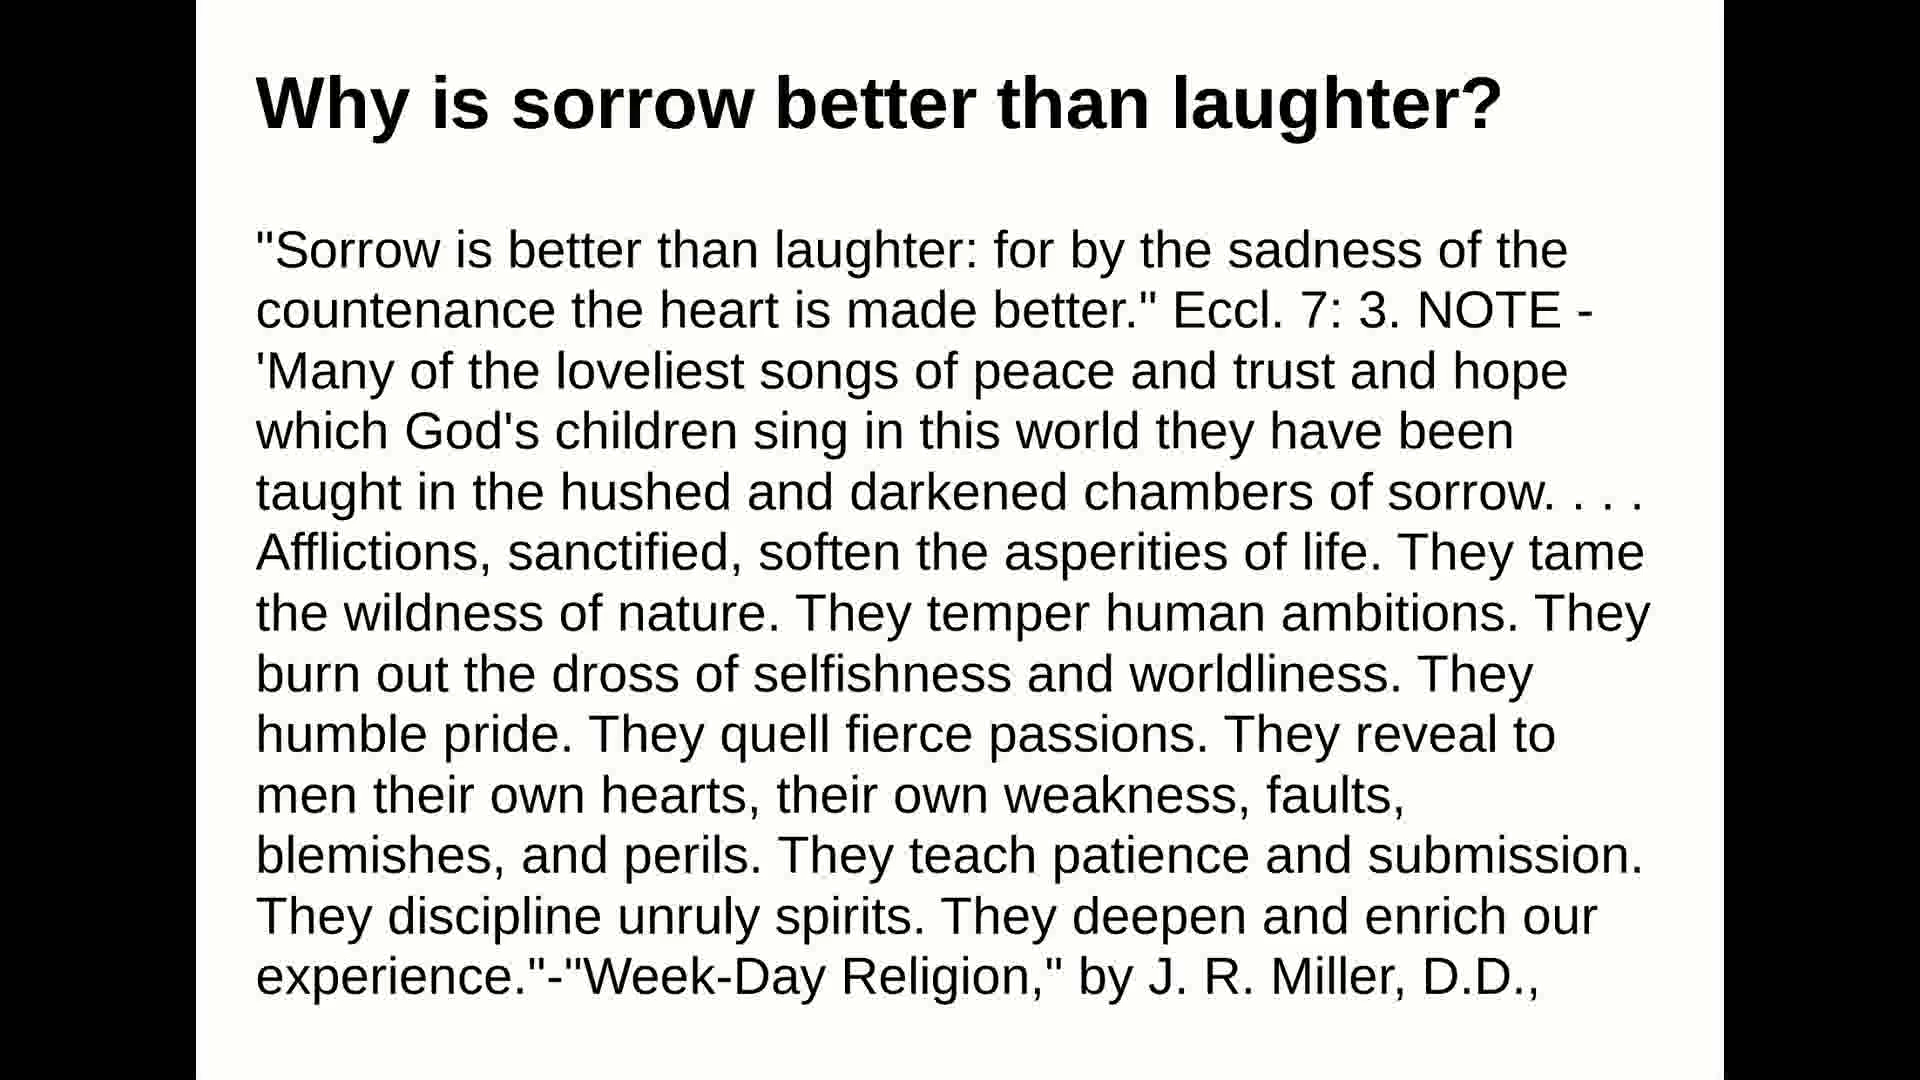 Why is sorrow better than laughter?
"Sorrow is better than laughter: for by the sadness of the
countenance the heart is made better." Eccl. 7: 3. NOTE -
'Many of the loveliest songs of peace and trust and hope
which God's children sing in this world they have been
taught in the hushed and darkened chambers of sorrow. . . .
Afflictions, sanctified, soften the asperities of life. They tame
the wildness of nature. They temper human ambitions. They
burn out the dross of selfishness and worldliness. They
humble pride. They quell fierce passions. They reveal to
men their own hearts, their own weakness, faults,
blemishes, and perils. They teach patience and submission.
They discipline unruly spirits. They deepen and enrich our
experience."-"Week-Day Religion," by J. R. Miller, D.D.,